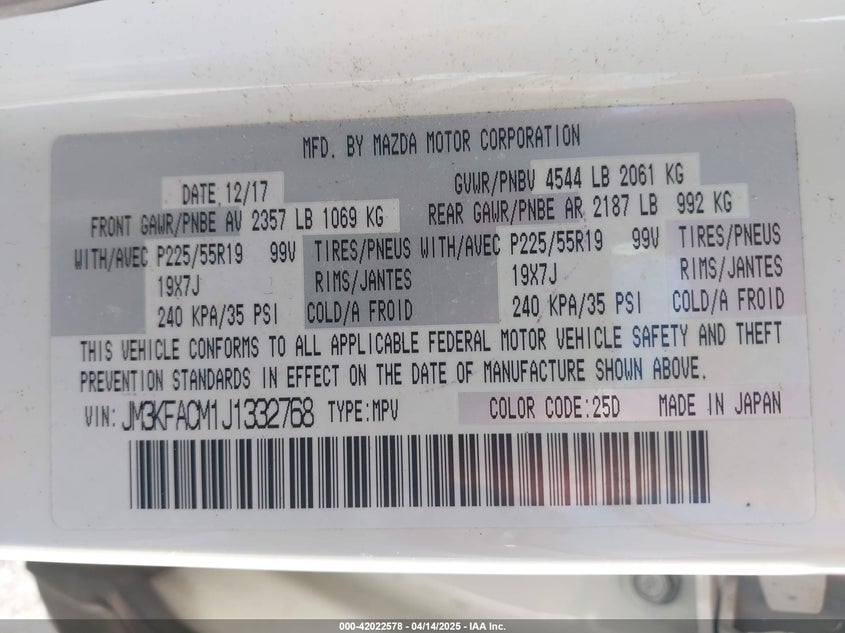 MFD. BY MAZDA MOTOR CORPORATION
DATE 12/17 GVWR/PNBV 4544 LB 2061 KG
FRONT GAWR/PNBE AV 2357 LB 1069 KG REAR GAWR/PNBE AR 2187 LB 992 KG
WITH/AVEC P225/55R19 99V TIRES/PNEUS WITH/AVEC P225/55R19 99V TIRES/PNEUS
19X7J RIMS/JANTES 19X7J RIMS/JANTES
240 KPA/35 PSI COLD/A FROID 240 KPA/35 PSI COLD/A FROID
THIS VEHICLE CONFORMS TO ALL APPLICABLE FEDERAL MOTOR VEHICLE SAFETY AND THEFT
PREVENTION STANDARDS IN EFFECT ON THE DATE OF MANUFACTURE SHOWN ABOVE.
VIN: JM3KFACM1J1332768 TYPE:MPV COLOR CODE:25D MADE IN JAPAN
000-42022578 - 04/14/2025 - IAA Inc.